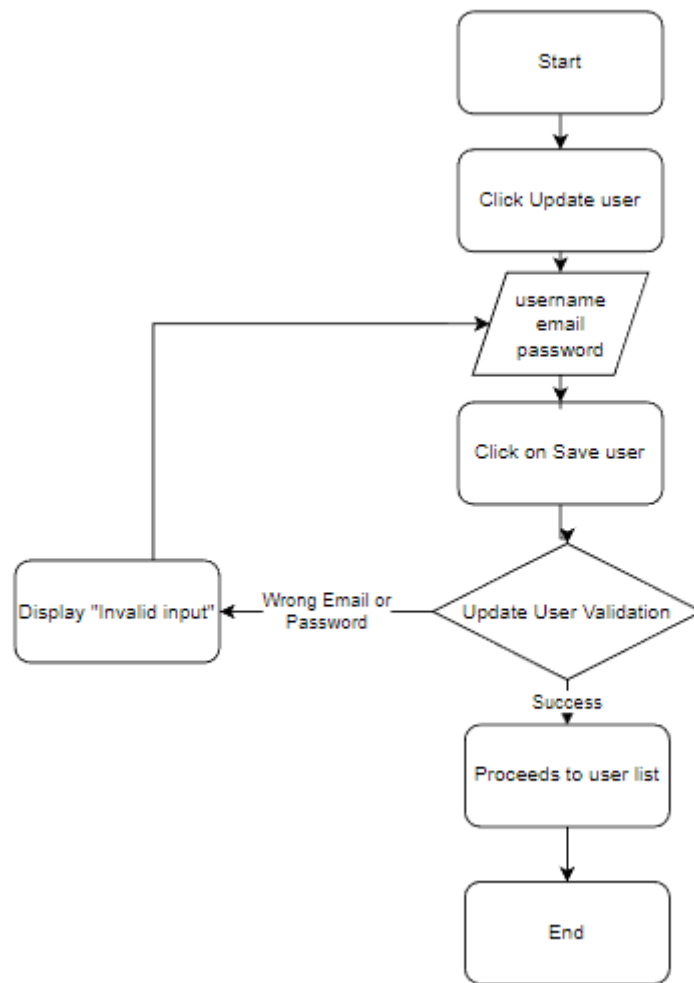 Start
Click Update user
username
email
password
Click on Save user
Update User Validation
Wrong Email or
Password
Display "Invalid input"
Success
Proceeds to user list
End